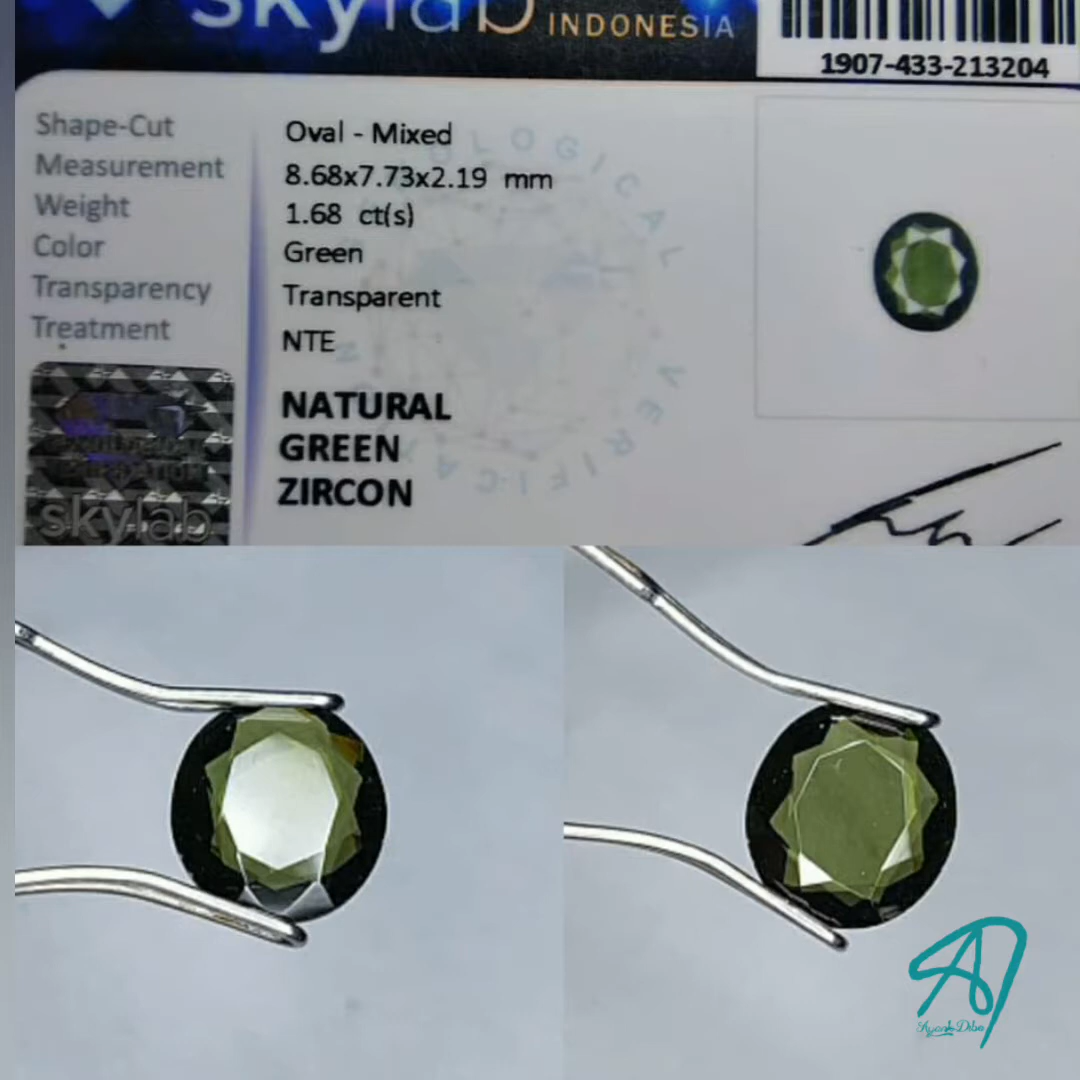 skylab INDONESIA
1907-433-213204
Shape-Cut Oval - Mixed
Measurement 8.68x7.73x2.19 mm
Weight 1.68 ct(s)
Color Green
Transparency Transparent
Treatment NTE
NATURAL
GREEN
ZIRCON
skylab